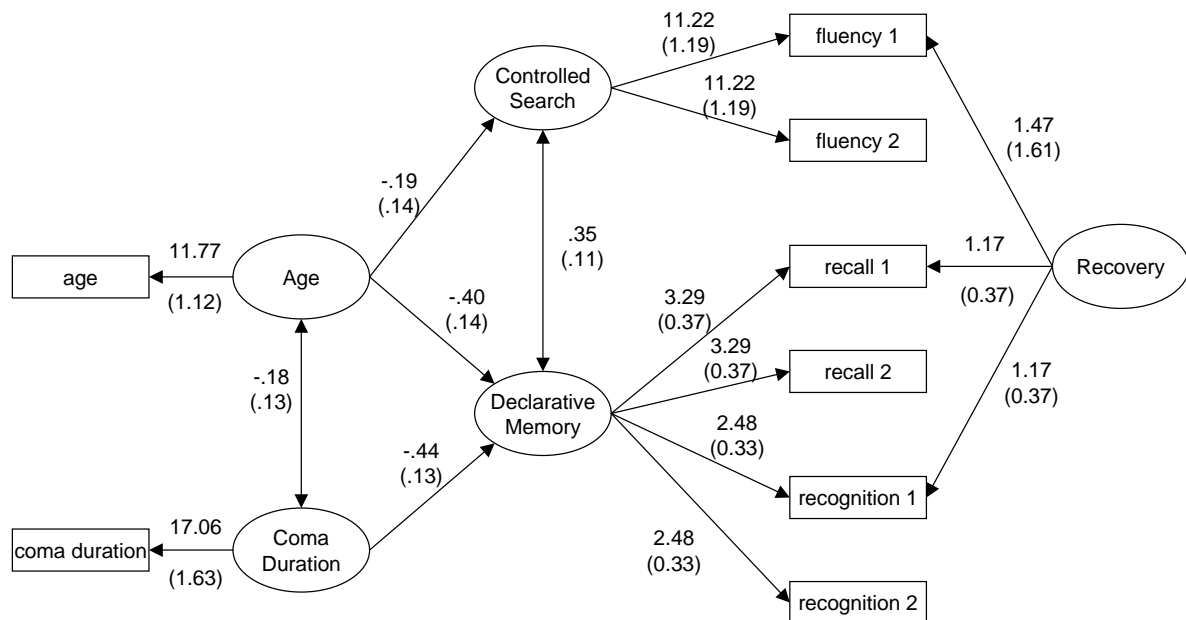 11.22
(1.19)
fluency 1
Controlled
Search
11.22
(1.19)
fluency 2
1.47
(1.61)
-.19
(.14)
11.77
age
(1.12)
Age
.35
(.11)
recall 1
1.17
(0.37)
Recovery
-.40
(.14)
3.29
(0.37)
3.29
(0.37)
recall 2
1.17
(0.37)
-.18
(.13)
Declarative
Memory
2.48
(0.33)
-.44
(.13)
recognition 1
17.06
coma duration
(1.63)
Coma
Duration
2.48
(0.33)
recognition 2